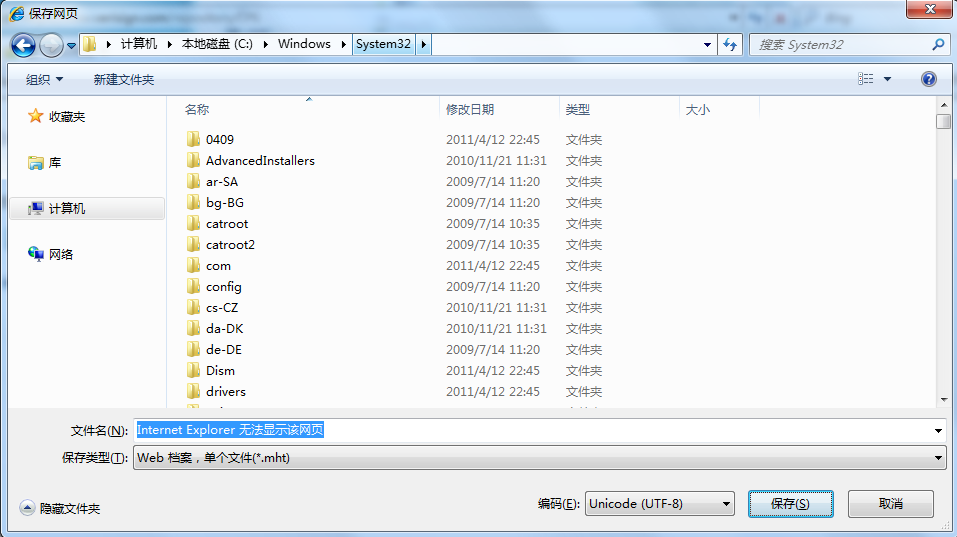 保存网页
计算机 本地磁盘 (C:) Windows System32 搜索 System32
组织 新建文件夹
收藏夹
库
计算机
网络
名称 修改日期 类型 大小
0409 2011/4/12 22:45 文件夹
AdvancedInstallers 2010/11/21 11:31 文件夹
ar-SA 2009/7/14 11:20 文件夹
bg-BG 2009/7/14 11:20 文件夹
catroot 2009/7/14 10:35 文件夹
catroot2 2009/7/14 10:35 文件夹
com 2011/4/12 22:45 文件夹
config 2009/7/14 11:20 文件夹
cs-CZ 2010/11/21 11:31 文件夹
da-DK 2010/11/21 11:31 文件夹
de-DE 2009/7/14 11:20 文件夹
Dism 2011/4/12 22:45 文件夹
drivers 2011/4/12 22:45 文件夹
文件名(N): Internet Explorer 无法显示该网页
保存类型(T): Web 档案，单个文件(*.mht)
隐藏文件夹 编码(E): Unicode (UTF-8) 保存(S) 取消